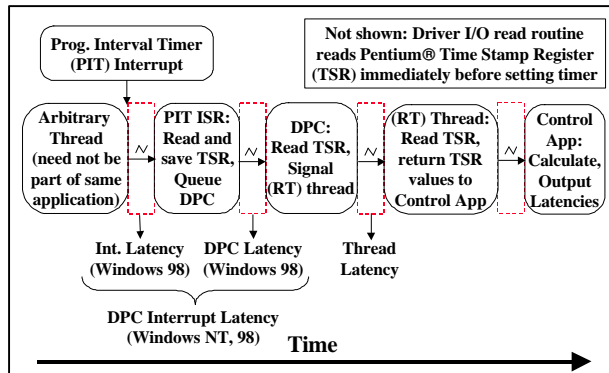 Prog. Interval Timer
(PIT) Interrupt
Not shown: Driver I/O read routine
reads Pentium® Time Stamp Register
(TSR) immediately before setting timer
Arbitrary
Thread
(need not be
part of same
application)
PIT ISR:
Read and
save TSR,
Queue
DPC
DPC:
Read TSR,
Signal
(RT) thread
(RT) Thread:
Read TSR,
return TSR
values to
Control App
Control
App:
Calculate,
Output
Latencies
Int. Latency
(Windows 98)
DPC Latency
(Windows 98)
Thread
Latency
DPC Interrupt Latency
(Windows NT, 98)
Time